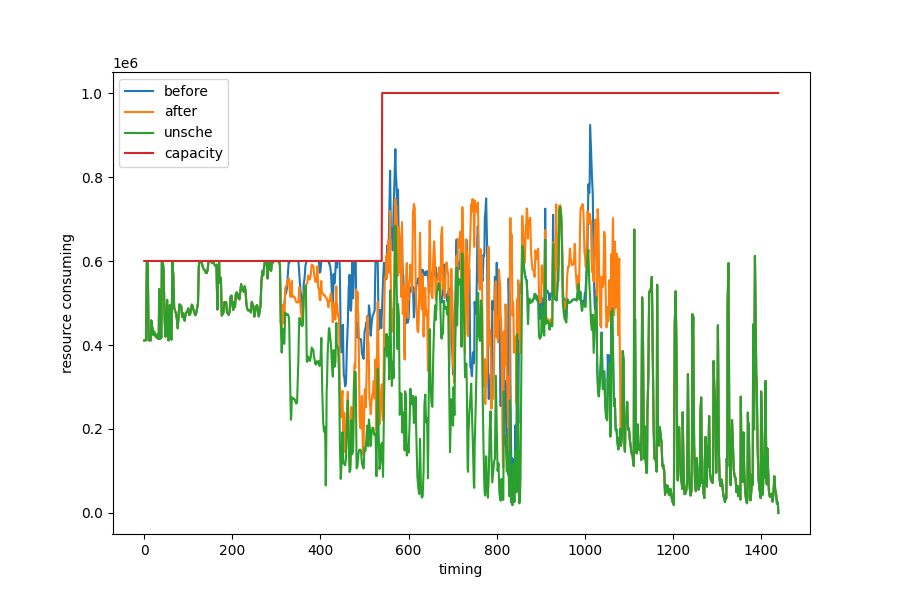 1e6
before
after
unsche
capacity
1.0
0.8
0.6
0.4
0.2
0.0
resource consuming
0 200 400 600 800 1000 1200 1400
timing